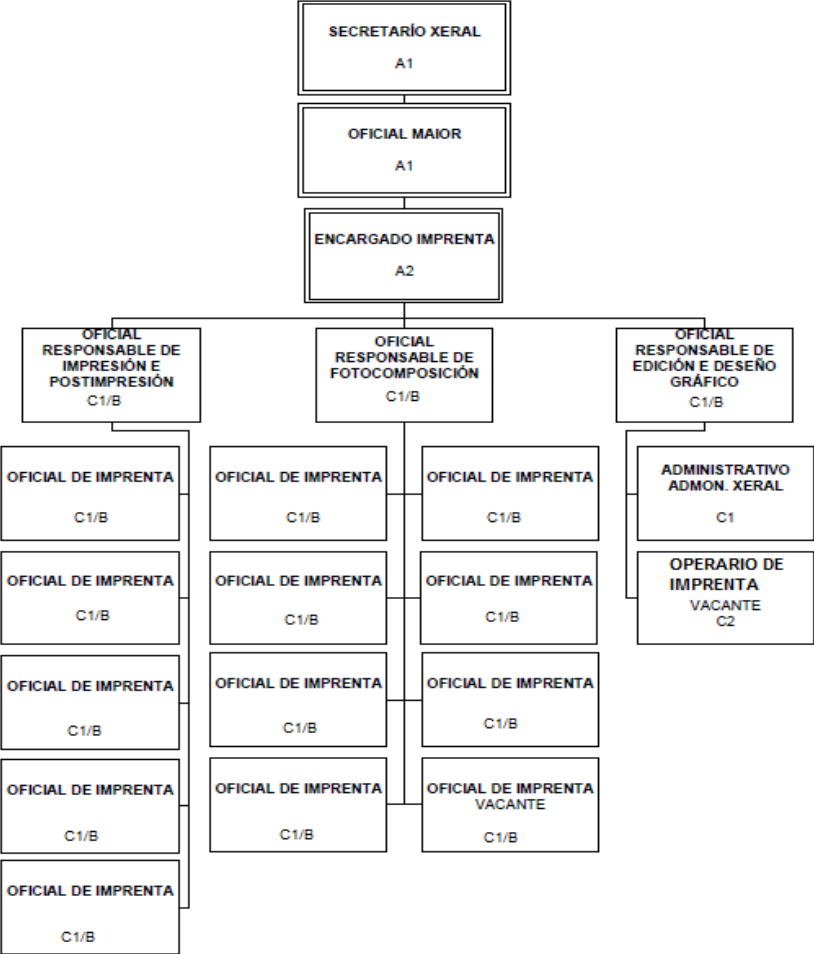 SECRETARÍO XERAL
A1
OFICIAL MAIOR
A1
ENCARGADO IMPRENTA
A2
OFICIAL
RESPONSABLE DE
IMPRESIÓN E
POSTIMPRESIÓN
C1/B
OFICIAL
RESPONSABLE DE
FOTOCOMPOSICIÓN
C1/B
OFICIAL
RESPONSABLE DE
EDICIÓN E DESEÑO
GRÁFICO
C1/B
OFICIAL DE IMPRENTA
C1/B
OFICIAL DE IMPRENTA
C1/B
OFICIAL DE IMPRENTA
C1/B
ADMINISTRATIVO
ADMON. XERAL
C1
OFICIAL DE IMPRENTA
C1/B
OFICIAL DE IMPRENTA
C1/B
OFICIAL DE IMPRENTA
C1/B
OPERARIO DE
IMPRENTA
VACANTE
C2
OFICIAL DE IMPRENTA
C1/B
OFICIAL DE IMPRENTA
C1/B
OFICIAL DE IMPRENTA
C1/B
OFICIAL DE IMPRENTA
C1/B
OFICIAL DE IMPRENTA
C1/B
OFICIAL DE IMPRENTA
VACANTE
C1/B
OFICIAL DE IMPRENTA
C1/B